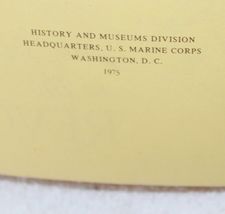 HISTORY AND MUSEUMS DIVISION
HEADQUARTERS, U. S. MARINE CORPS
WASHINGTON, D. C.
1975